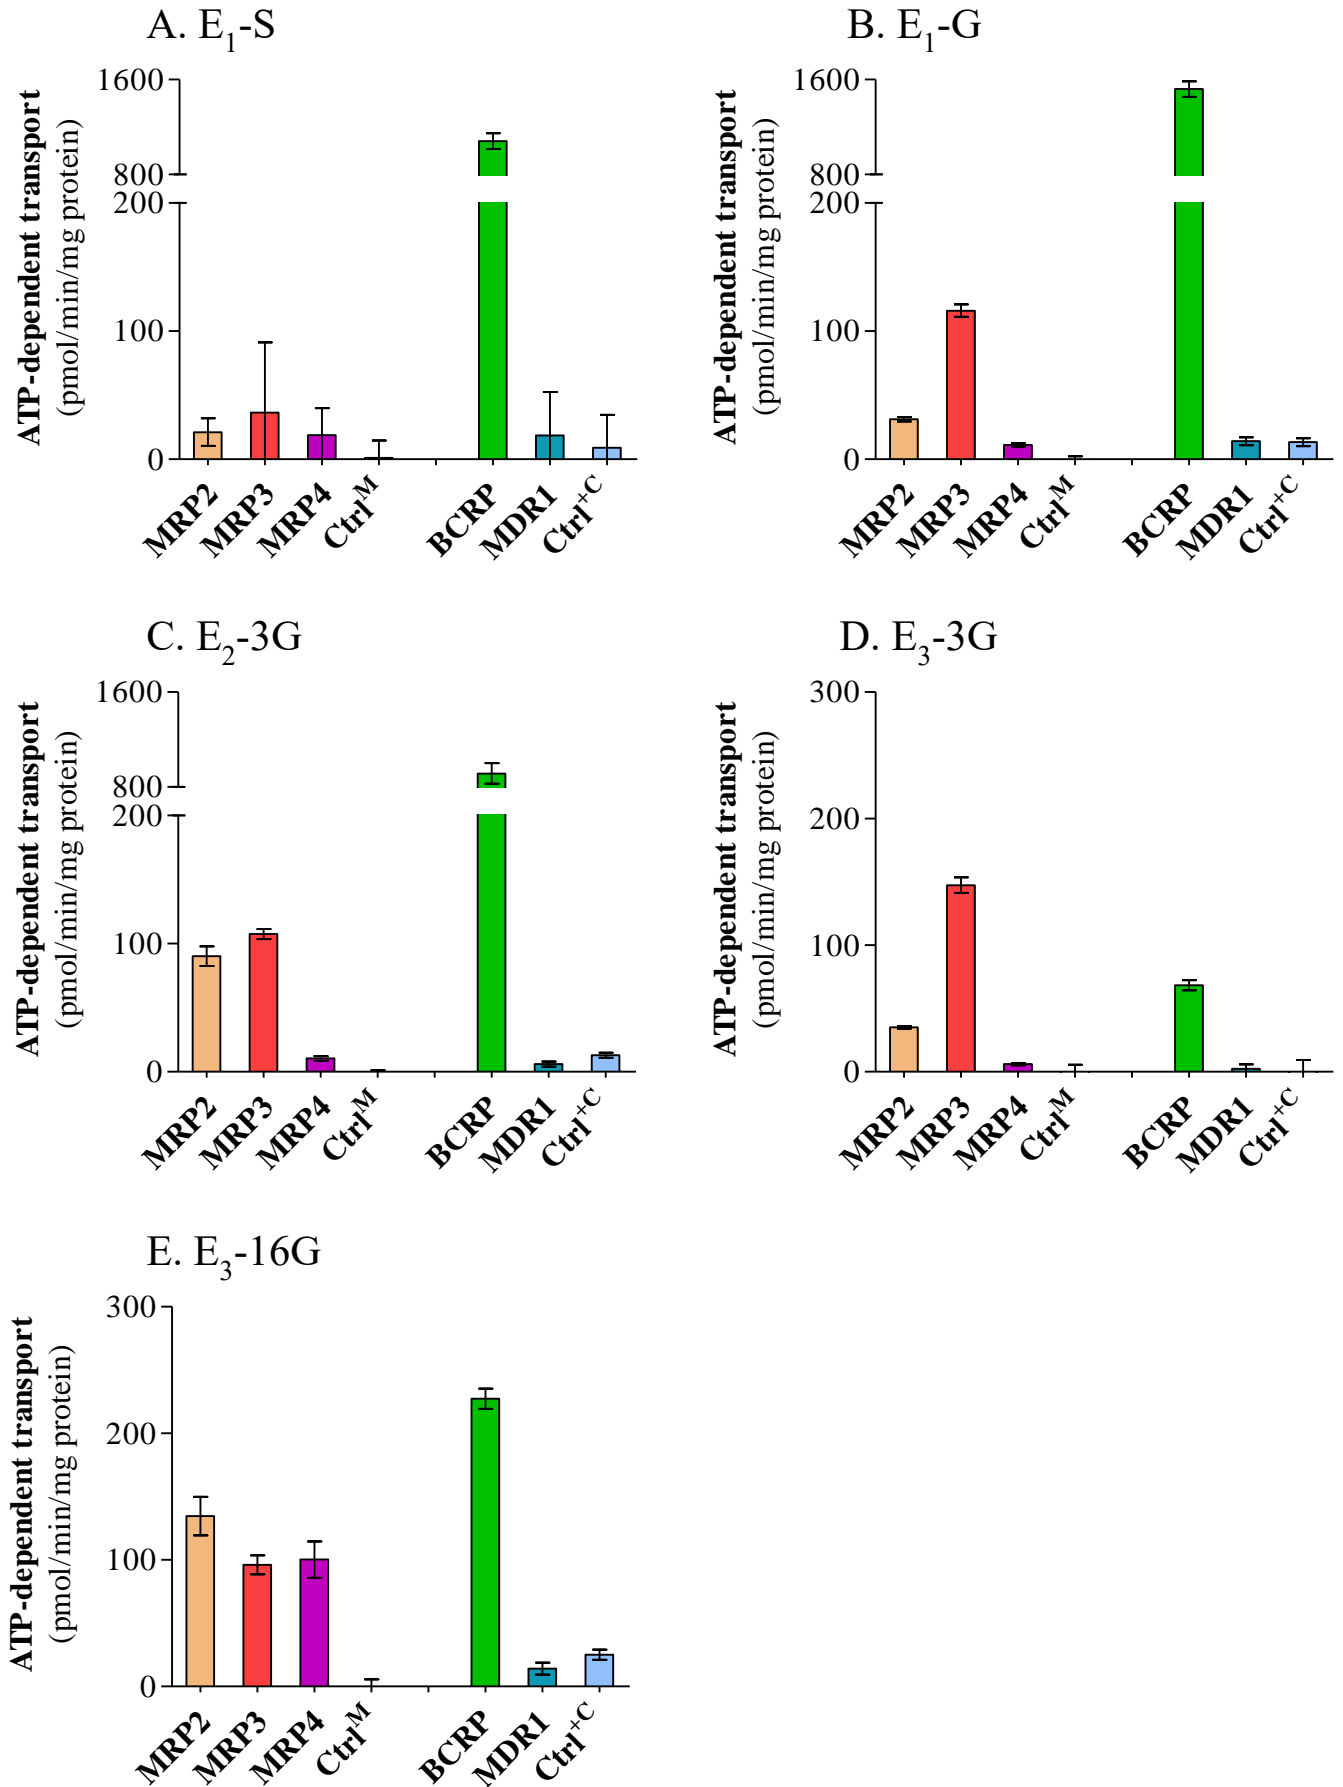 A. E₁-S
ATP-dependent transport
(pmol/min/mg protein)
1600
800
200
100
0
MRP2
MRP3
MRP4
Ctrlᴹ
BCRP
MDR1
Ctrl⁺ᶜ
B. E₁-G
ATP-dependent transport
(pmol/min/mg protein)
1600
800
200
100
0
MRP2
MRP3
MRP4
Ctrlᴹ
BCRP
MDR1
Ctrl⁺ᶜ
C. E₂-3G
ATP-dependent transport
(pmol/min/mg protein)
1600
800
200
100
0
MRP2
MRP3
MRP4
Ctrlᴹ
BCRP
MDR1
Ctrl⁺ᶜ
D. E₃-3G
ATP-dependent transport
(pmol/min/mg protein)
300
200
100
0
MRP2
MRP3
MRP4
Ctrlᴹ
BCRP
MDR1
Ctrl⁺ᶜ
E. E₃-16G
ATP-dependent transport
(pmol/min/mg protein)
300
200
100
0
MRP2
MRP3
MRP4
Ctrlᴹ
BCRP
MDR1
Ctrl⁺ᶜ